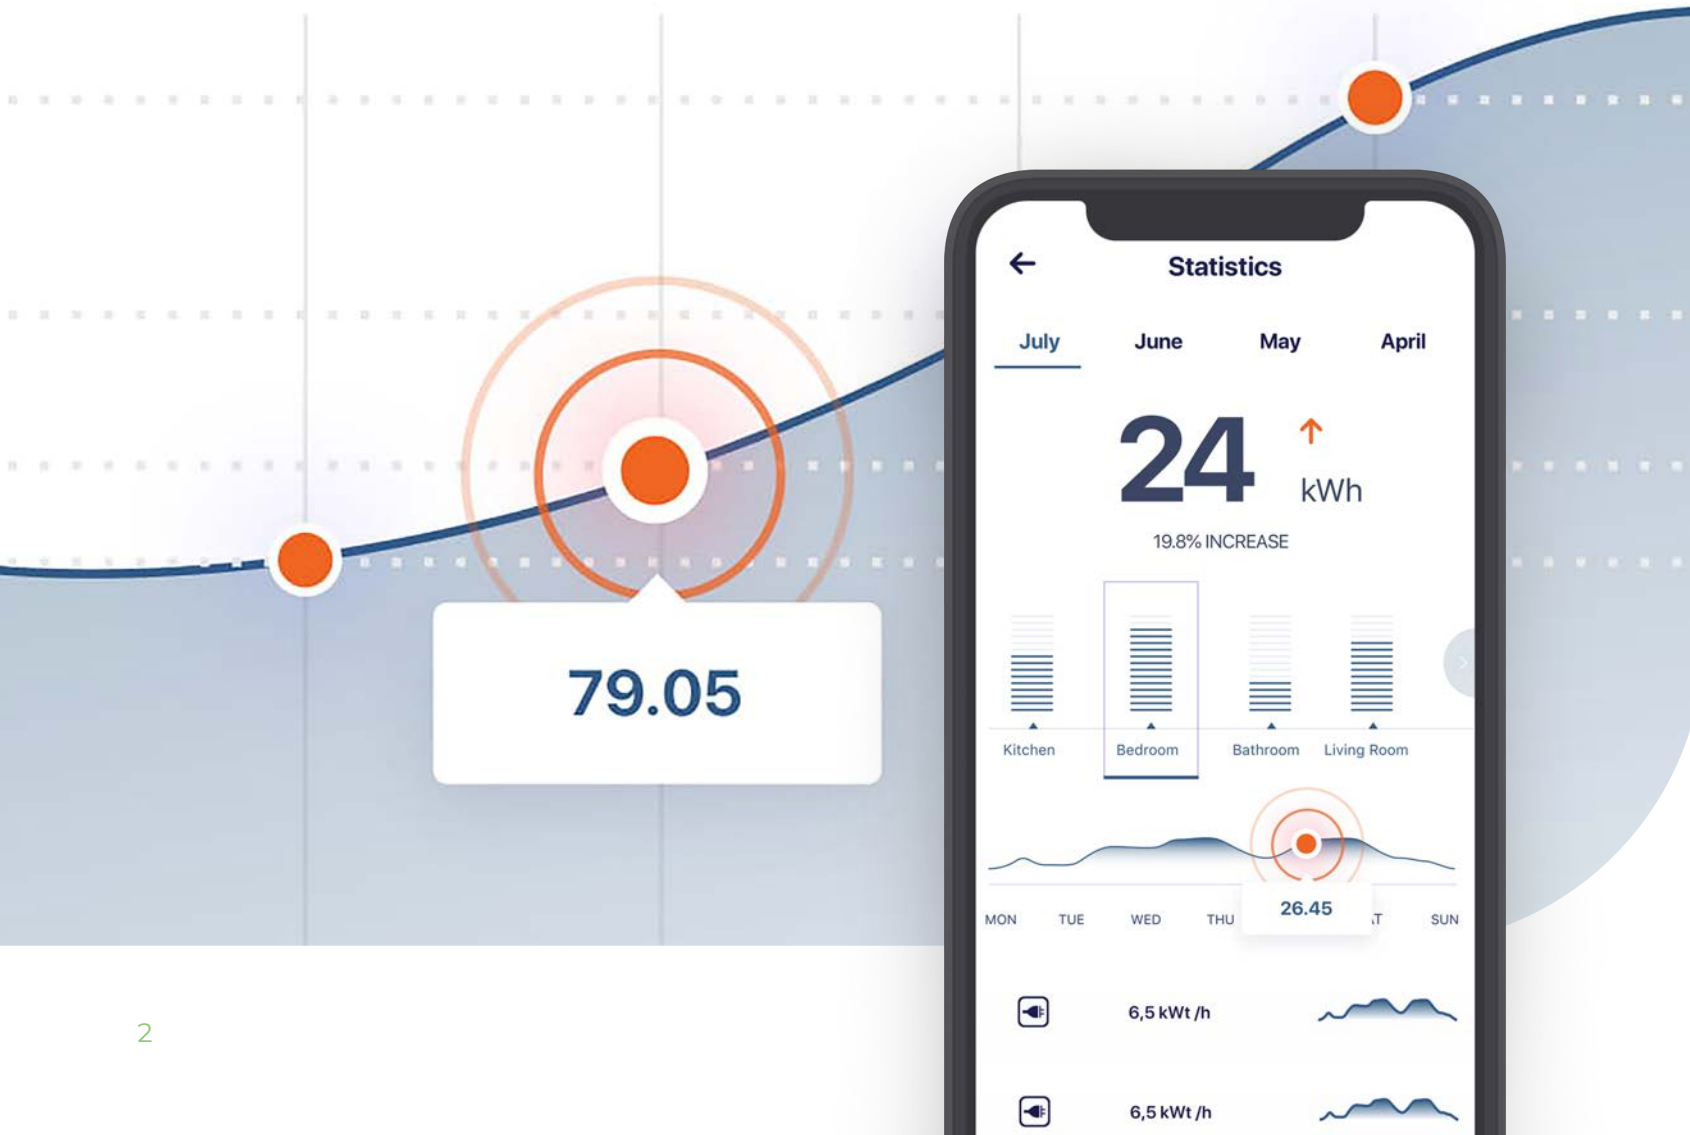 Statistics
July June May April
24
kWh
19.8% INCREASE
Kitchen Bedroom Bathroom Living Room
79.05
26.45
MON TUE WED THU SUN
6,5 kWt /h
6,5 kWt /h
2